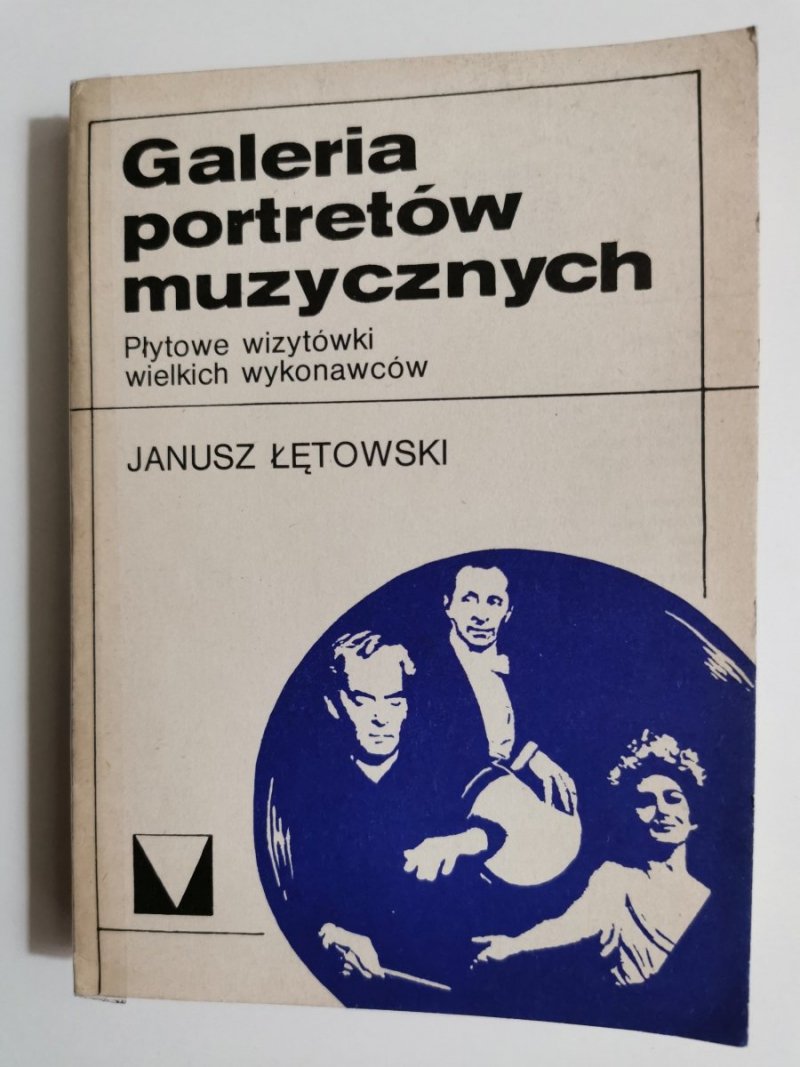 Galeria
portretów
muzycznych
Płytowe wizytówki
wielkich wykonawców
JANUSZ ŁĘTOWSKI